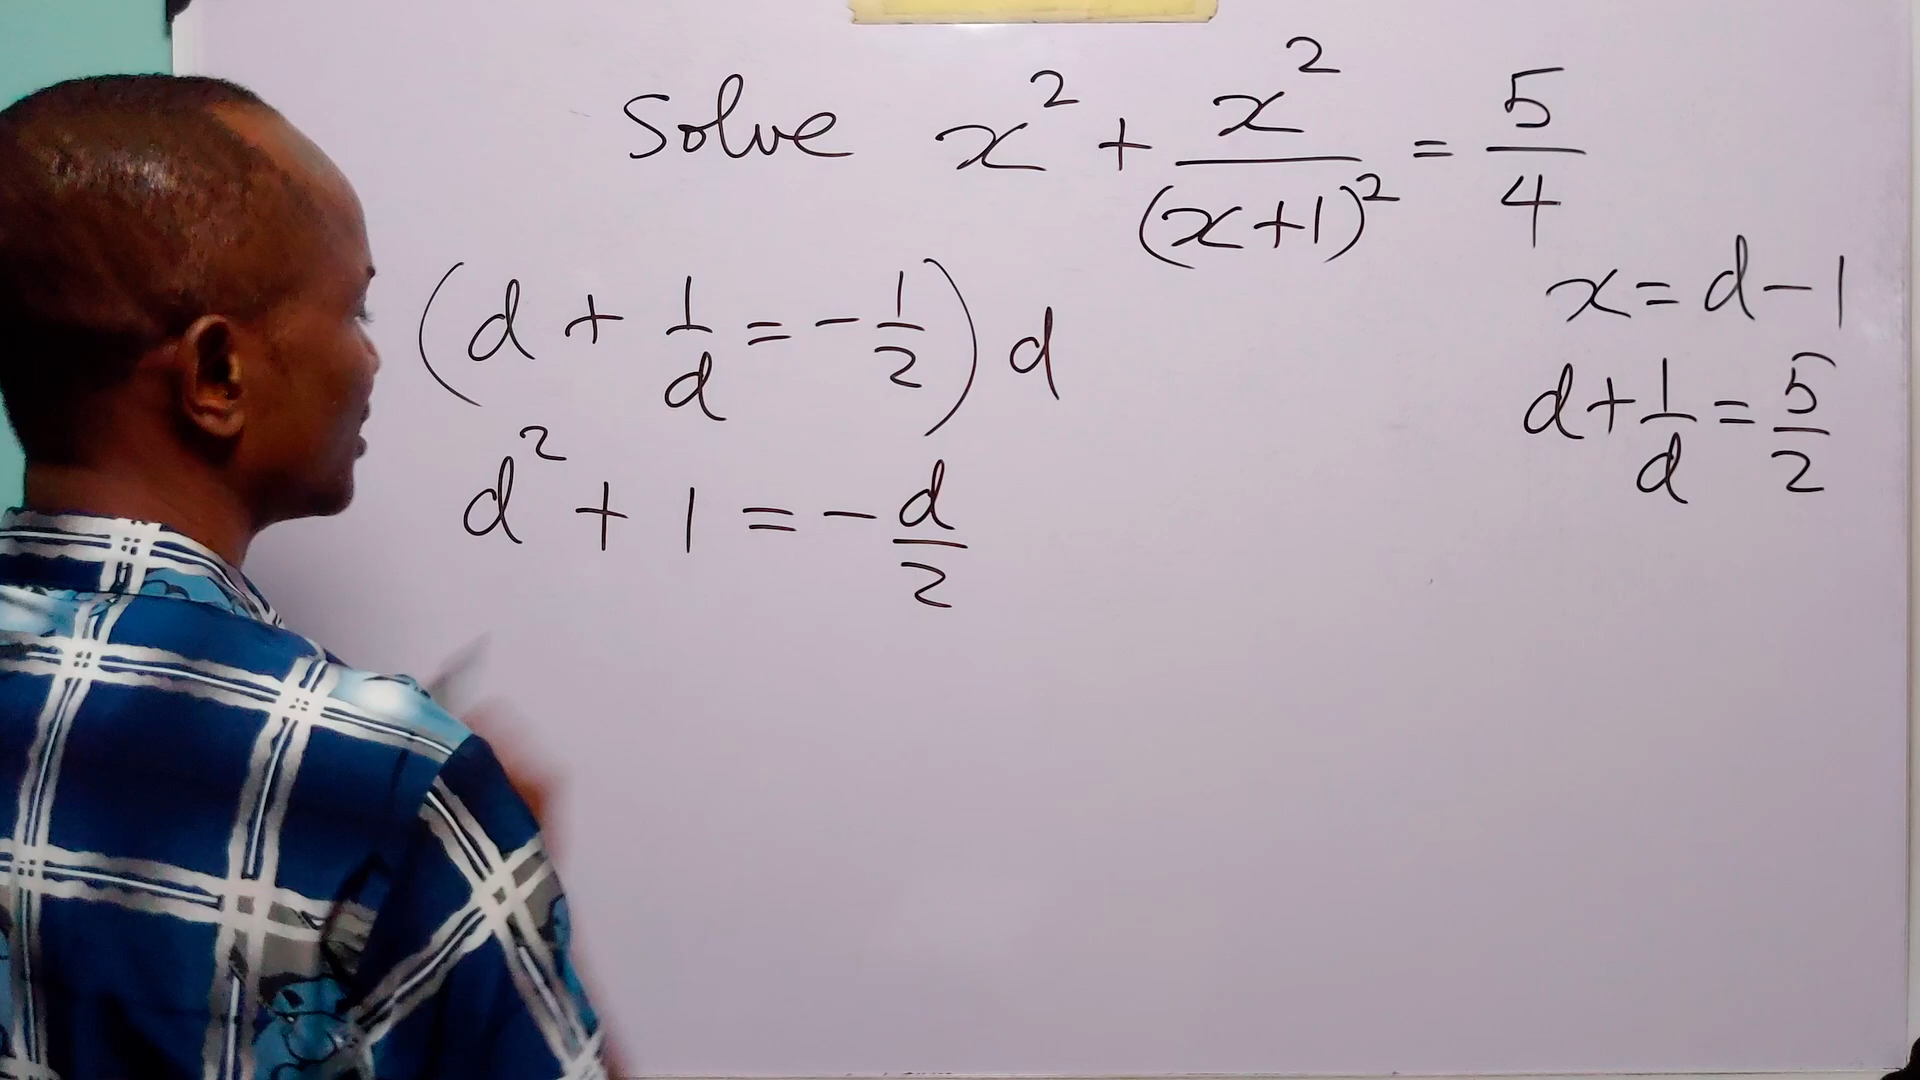 Solve x² + x²/(x+1)² = 5/4
x = d - 1
(d + 1/d = -1/2) d
d + 1/d = 5/2
d² + 1 = -d/2